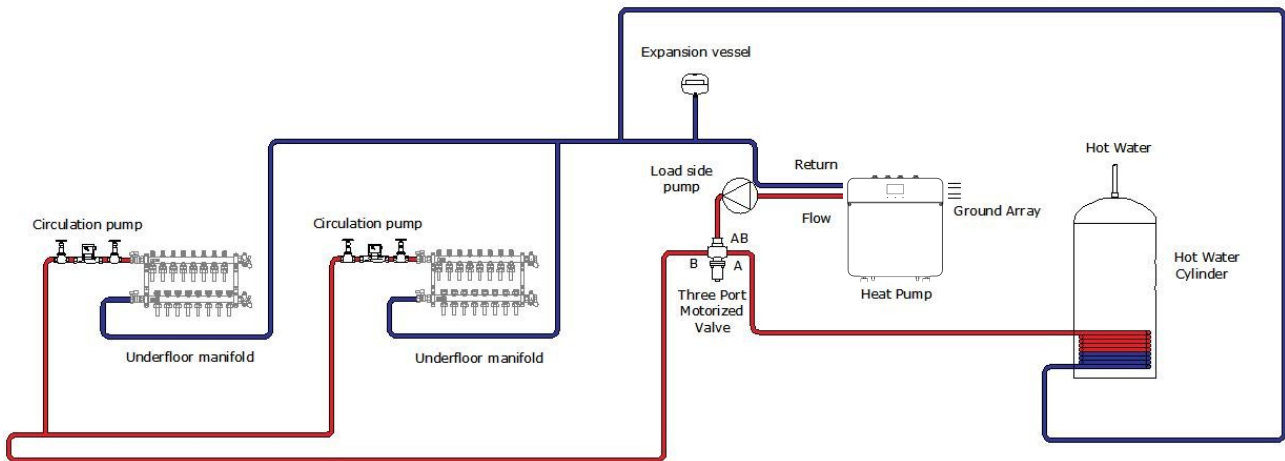 Expansion vessel
Hot Water
Return
Load side
pump
Flow
Ground Array
Circulation pump
Circulation pump
AB
B
A
Hot Water
Cylinder
Three Port
Motorized
Valve
Heat Pump
Underfloor manifold
Underfloor manifold